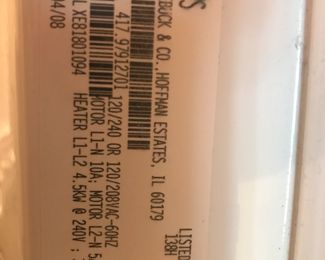 S
EBUCK & CO., HOFFMAN ESTATES, IL 60179
417.97912701
L XE81801094
04/08
120/240 OR 120/208VAC-60HZ
MOTOR L1-N 10A; MOTOR L2-N 5
HEATER L1-L2 4.5KW @ 240V ;
LISTED
138H